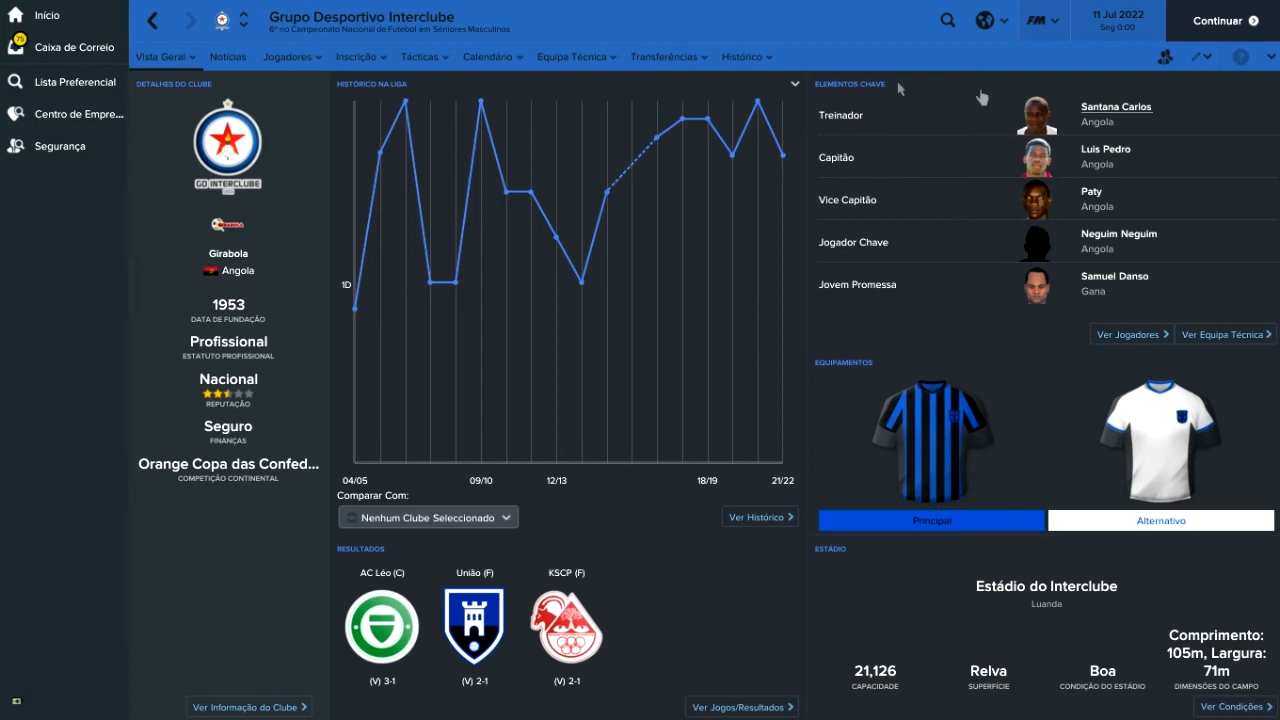 Início
75
Caixa de Correio
Lista Preferencial
Centro de Empre...
Segurança
Grupo Desportivo Interclube
6º no Campeonato Nacional de Futebol em Séniores Masculinos
FM
11 Jul 2022
Seg 0:00
Continuar
Vista Geral
Notícias
Jogadores
Inscrição
Tácticas
Calendário
Equipa Técnica
Transferências
Histórico
?
DETALHES DO CLUBE
GD INTERCLUBE
Girabola
Angola
1953
DATA DE FUNDAÇÃO
Profissional
ESTATUTO PROFISSIONAL
Nacional
REPUTAÇÃO
Seguro
FINANÇAS
Orange Copa das Confed...
COMPETIÇÃO CONTINENTAL
Ver Informação do Clube
HISTÓRICO NA LIGA
1D
04/05
09/10
12/13
18/19
21/22
Comparar Com:
Nenhum Clube Seleccionado
Ver Histórico
RESULTADOS
AC Léo (C)
União (F)
KSCP (F)
(V) 3-1
(V) 2-1
(V) 2-1
Ver Jogos/Resultados
ELEMENTOS CHAVE
Treinador
Santana Carlos
Angola
Capitão
Luis Pedro
Angola
Vice Capitão
Paty
Angola
Jogador Chave
Neguim Neguim
Angola
Jovem Promessa
Samuel Danso
Gana
Ver Jogadores
Ver Equipa Técnica
EQUIPAMENTOS
Principal
Alternativo
ESTÁDIO
Estádio do Interclube
Luanda
21,126
CAPACIDADE
Relva
SUPERFÍCIE
Boa
CONDIÇÃO DO ESTÁDIO
Comprimento:
105m, Largura:
71m
DIMENSÕES DO CAMPO
Ver Condições